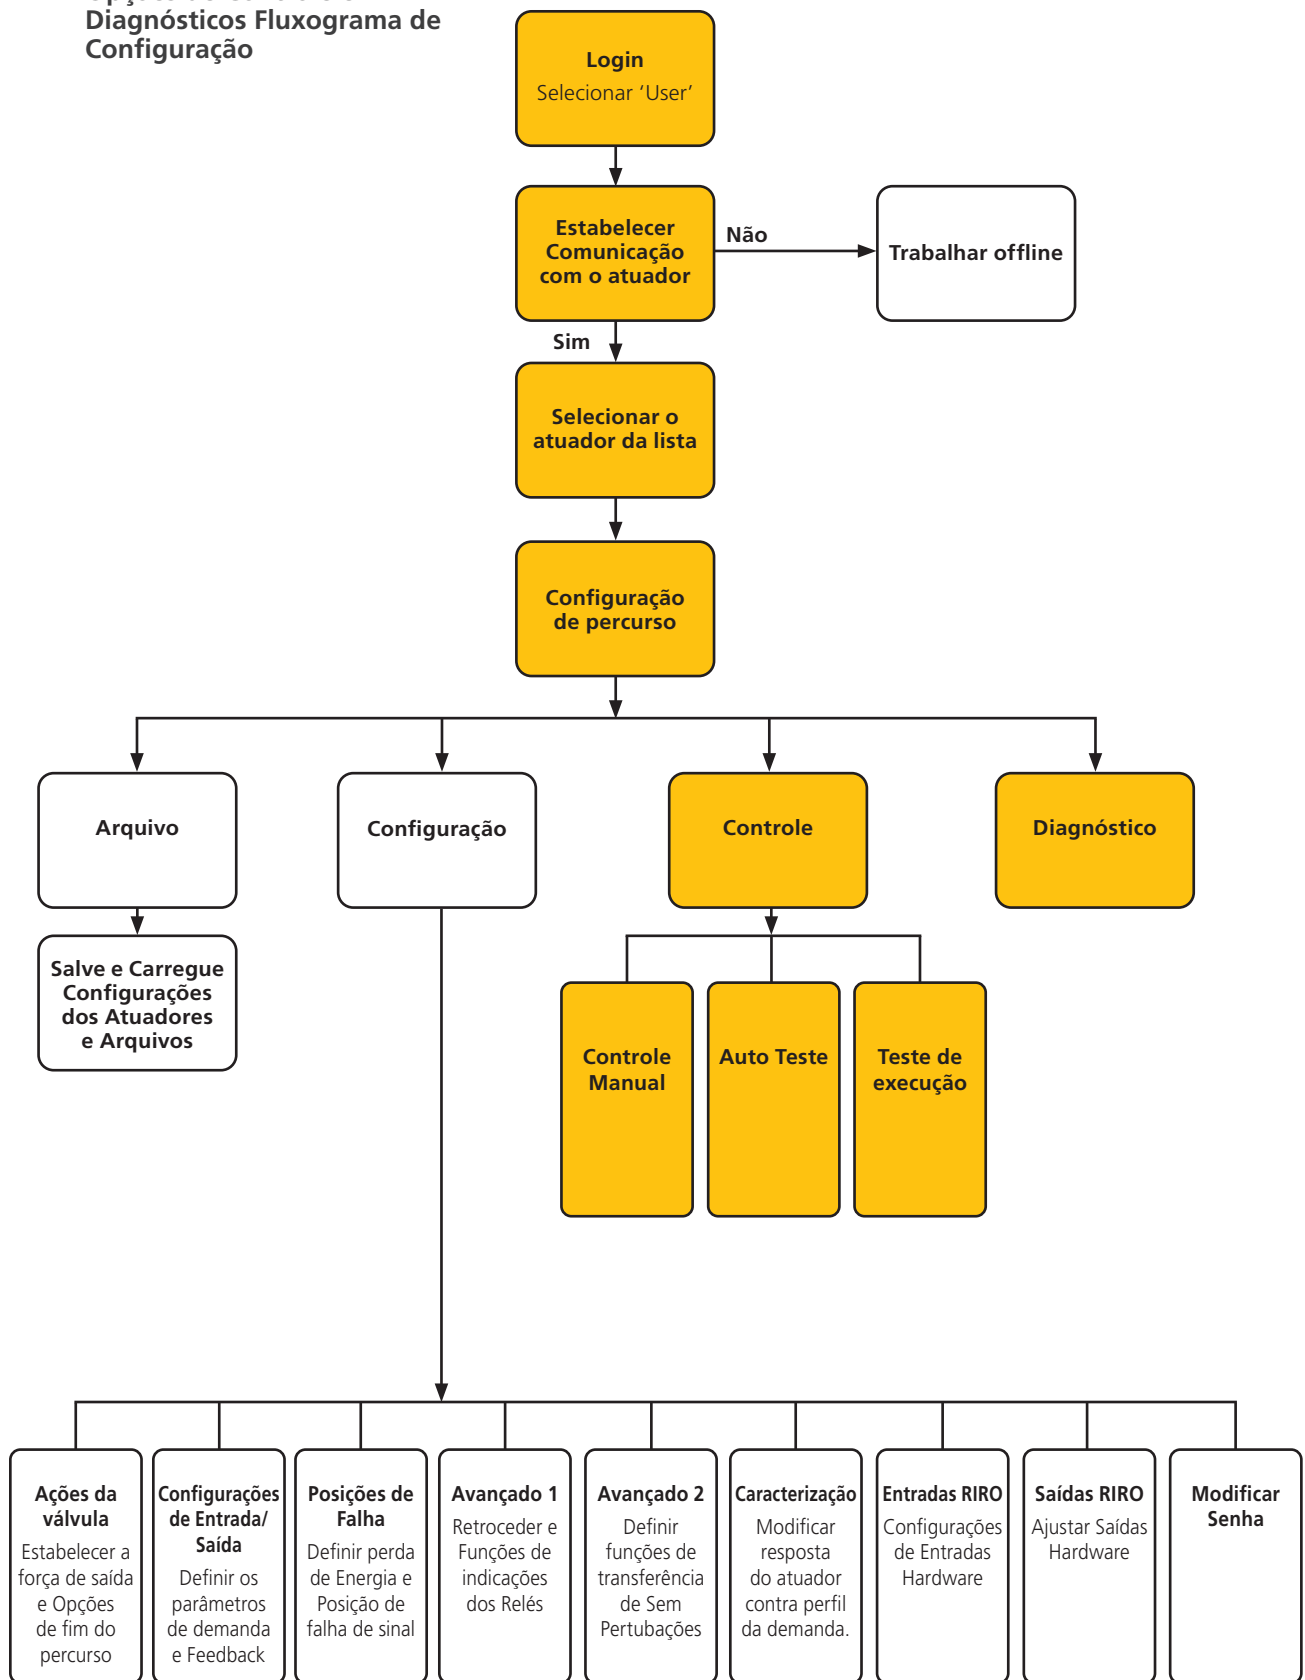 Diagnósticos Fluxograma de
Configuração
Login
Selecionar ‘User’
Estabelecer
Comunicação
com o atuador
Não
Trabalhar offline
Sim
Selecionar o
atuador da lista
Configuração
de percurso
Arquivo
Configuração
Controle
Diagnóstico
Salve e Carregue
Configurações
dos Atuadores
e Arquivos
Controle
Manual
Auto Teste
Teste de
execução
Ações da
válvula
Estabelecer a
força de saída
e Opções
de fim do
percurso
Configurações
de Entrada/
Saída
Definir os
parâmetros
de demanda
e Feedback
Posições de
Falha
Definir perda
de Energia e
Posição de
falha de sinal
Avançado 1
Retroceder e
Funções de
indicações
dos Relés
Avançado 2
Definir
funções de
transferência
de Sem
Pertubações
Caracterização
Modificar
resposta
do atuador
contra perfil
da demanda.
Entradas RIRO
Configurações
de Entradas
Hardware
Saídas RIRO
Ajustar Saídas
Hardware
Modificar
Senha